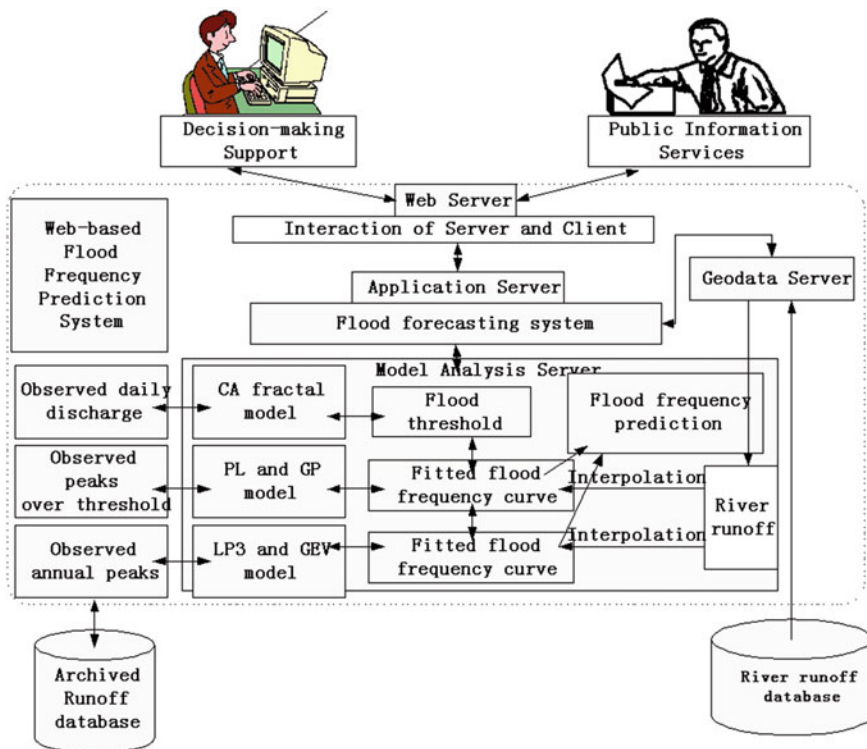 Decision-making
Support
Public Information
Services
Web Server
Interaction of Server and Client
Web-based
Flood
Frequency
Prediction
System
Application Server
Flood forecasting system
Geodata Server
Model Analysis Server
Observed daily
discharge
CA fractal
model
Flood
threshold
Flood frequency
prediction
Observed
peaks
over threshold
PL and GP
model
Fitted flood
frequency curve
Interpolation
River
runoff
Observed
annual peaks
LP3 and GEV
model
Fitted flood
frequency curve
Interpolation
Archived
Runoff
database
River runoff
database